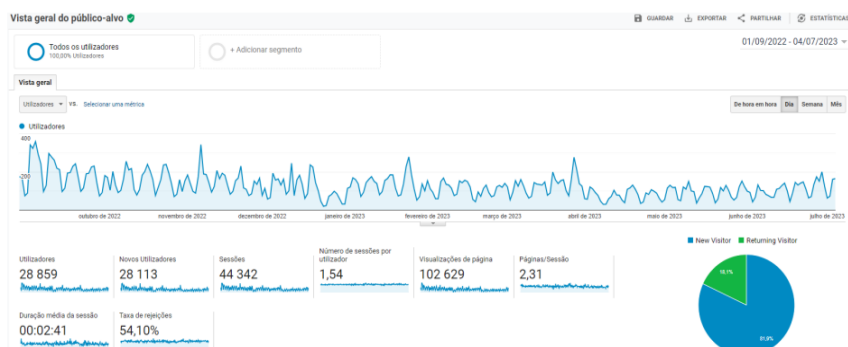 Vista geral do público-alvo
GUARDAR EXPORTAR PARTILHAR ESTATÍSTICAS
01/09/2022 - 04/07/2023
Todos os utilizadores
100,00% Utilizadores
+ Adicionar segmento
Vista geral
Utilizadores VS. Selecionar uma métrica
De hora em hora Dia Semana Mês
Utilizadores
400
200
outubro de 2022 novembro de 2022 dezembro de 2022 janeiro de 2023 fevereiro de 2023 março de 2023 abril de 2023 maio de 2023 junho de 2023 julho de 2023
New Visitor Returning Visitor
Utilizadores
28 859
Novos Utilizadores
28 113
Sessões
44 342
Número de sessões por
utilizador
1,54
Visualizações de página
102 629
Páginas/Sessão
2,31
Duração média da sessão
00:02:41
Taxa de rejeições
54,10%